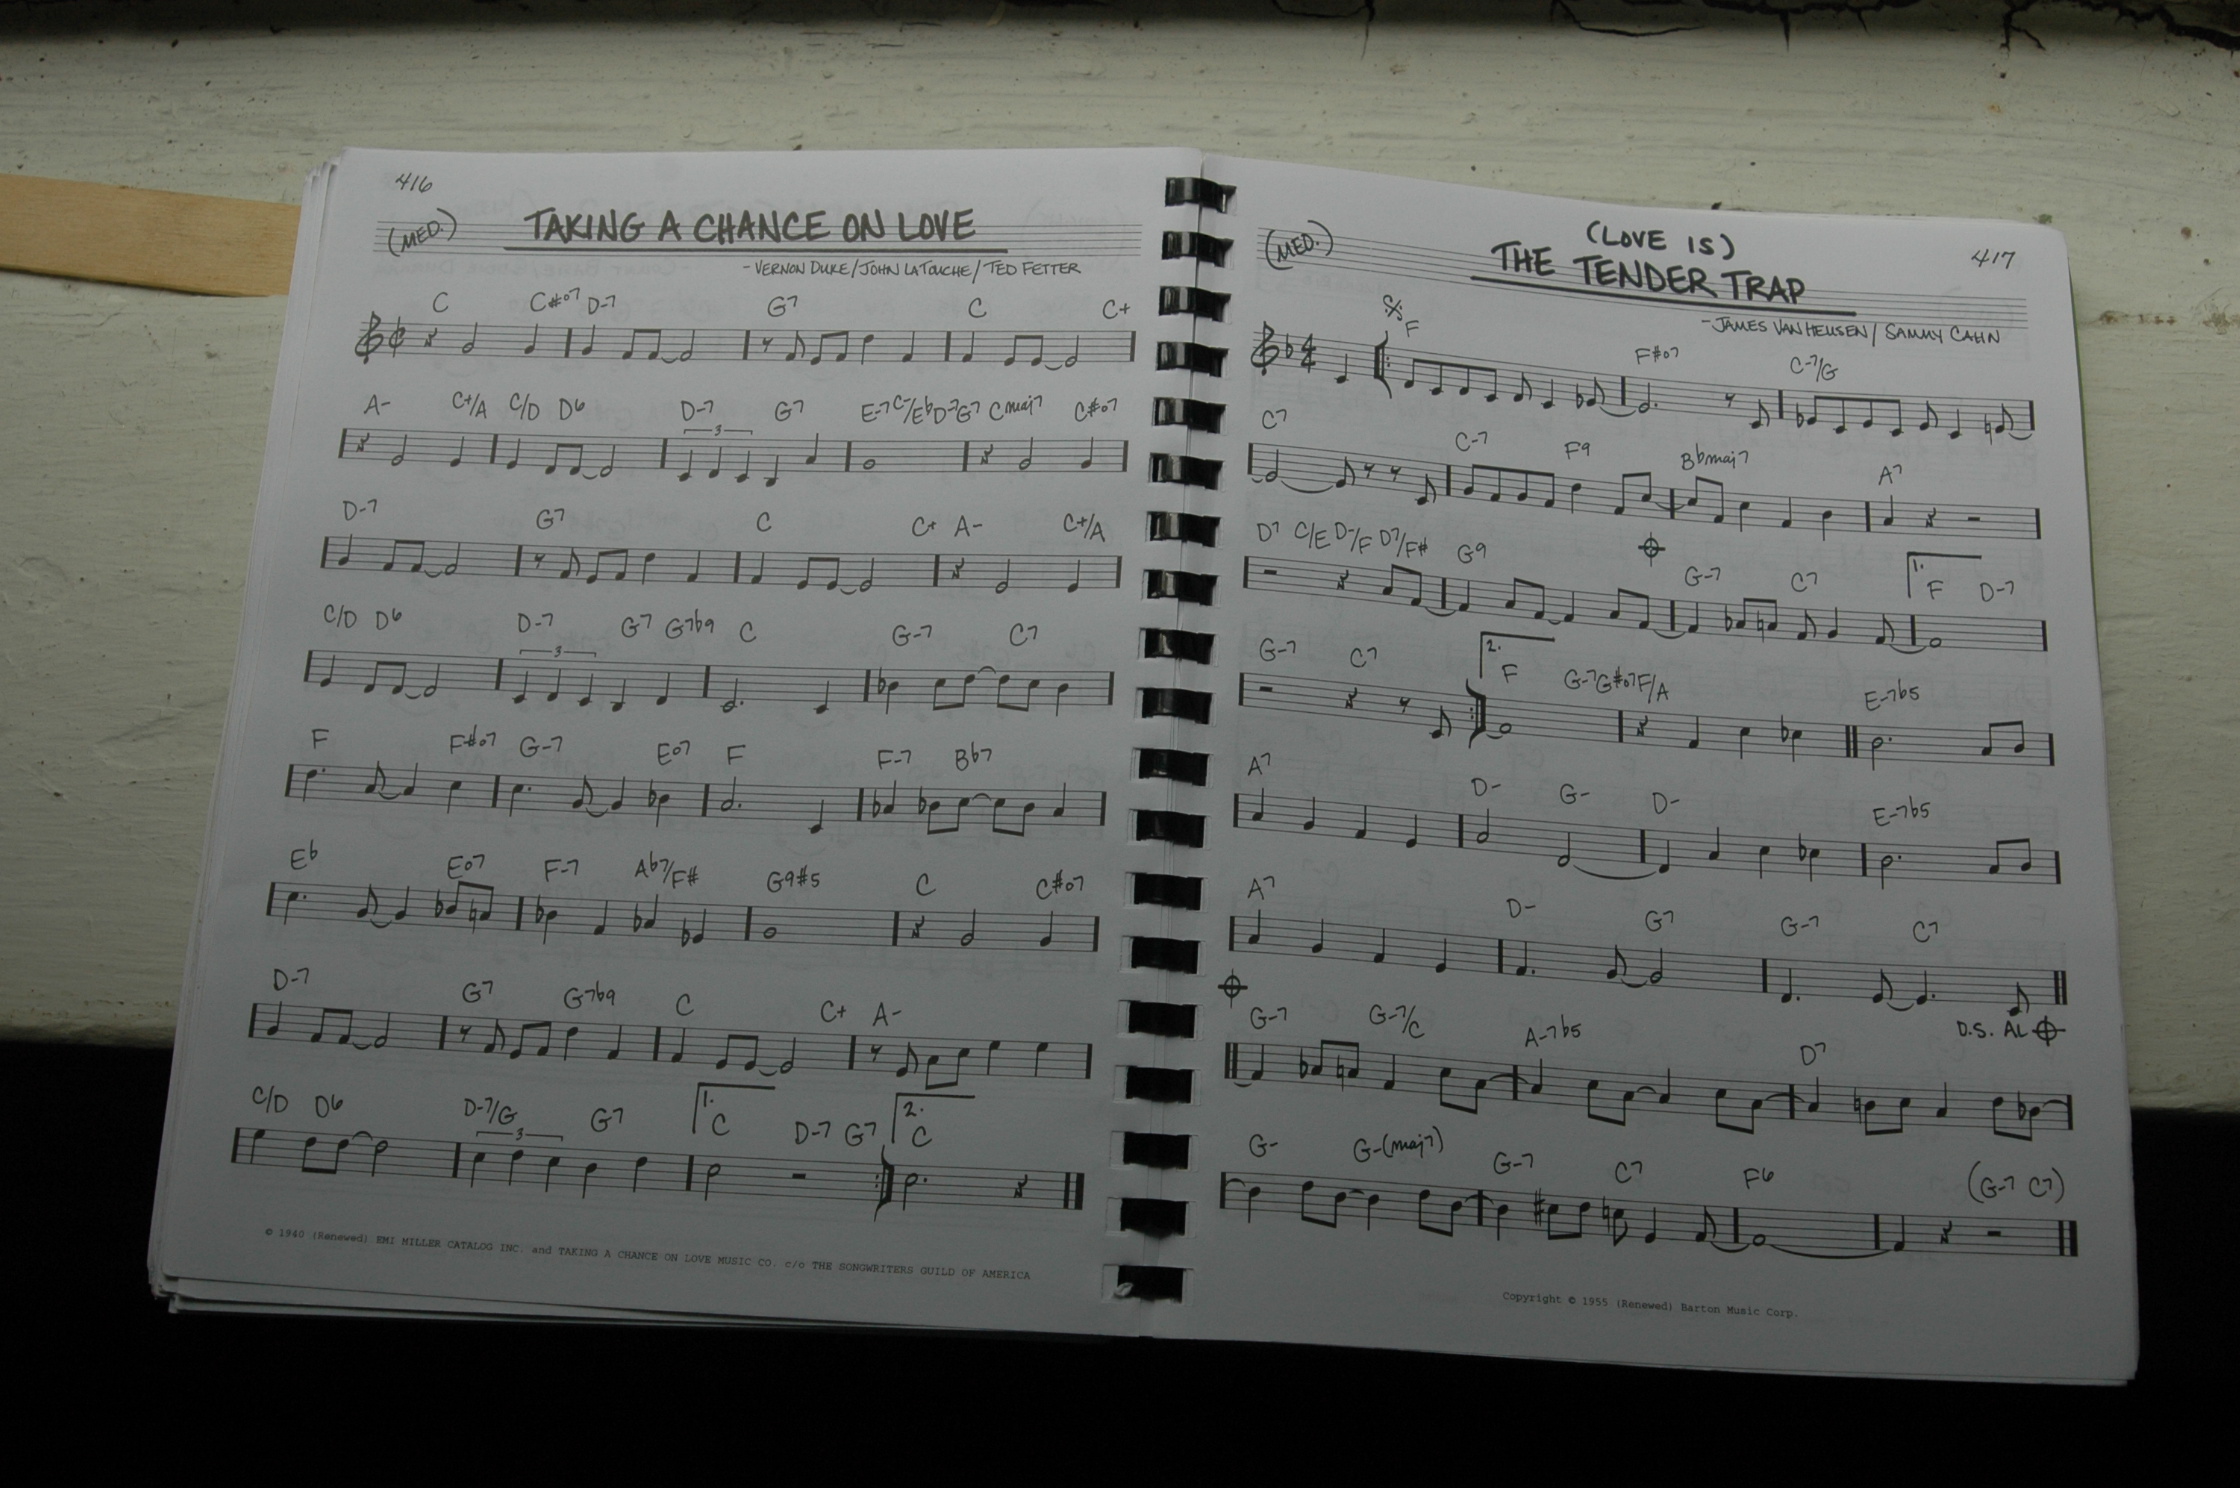 416
(MED.) TAKING A CHANCE ON LOVE
- VERNON DUKE/JOHN LATOUCHE/TED FETTER
C C#o7 D-7 G7 C C+
A- C+/A C/D D6 D-7 G7 E-7 C-/Eb D-7 G7 Cmaj7 C#o7
3
D-7 G7 C C+ A- C+/A
C/D D6 D-7 G7 G7b9 C G-7 C7
3
F F#o7 G-7 Eo7 F F-7 Bb7
Eb Eo7 F-7 Ab7/F# G9#5 C C#o7
D-7 G7 G7b9 C C+ A-
C/D D6 D-7/G G7 1. C D-7 G7 2. C
3
© 1940 (Renewed) EMI MILLER CATALOG INC. and TAKING A CHANCE ON LOVE MUSIC CO. c/o THE SONGWRITERS GUILD OF AMERICA
417
(MED.) (LOVE IS)
THE TENDER TRAP
- JAMES VAN HEUSEN/SAMMY CAHN
F F#o7 C-7/G
C7 C-7 F9 Bbmaj7 A7
D7 C/E D-/F D7/F# G9 G-7 C7 1. F D-7
G-7 C7 2. F G-7 G#o7 F/A E-7b5
A7 D- G- D- E-7b5
A7 D- G7 G-7 C7
D.S. AL
G-7 G-7/C A-7b5 D7
G- G-(maj7) G-7 C7 F6 (G-7 C7)
Copyright © 1955 (Renewed) Barton Music Corp.